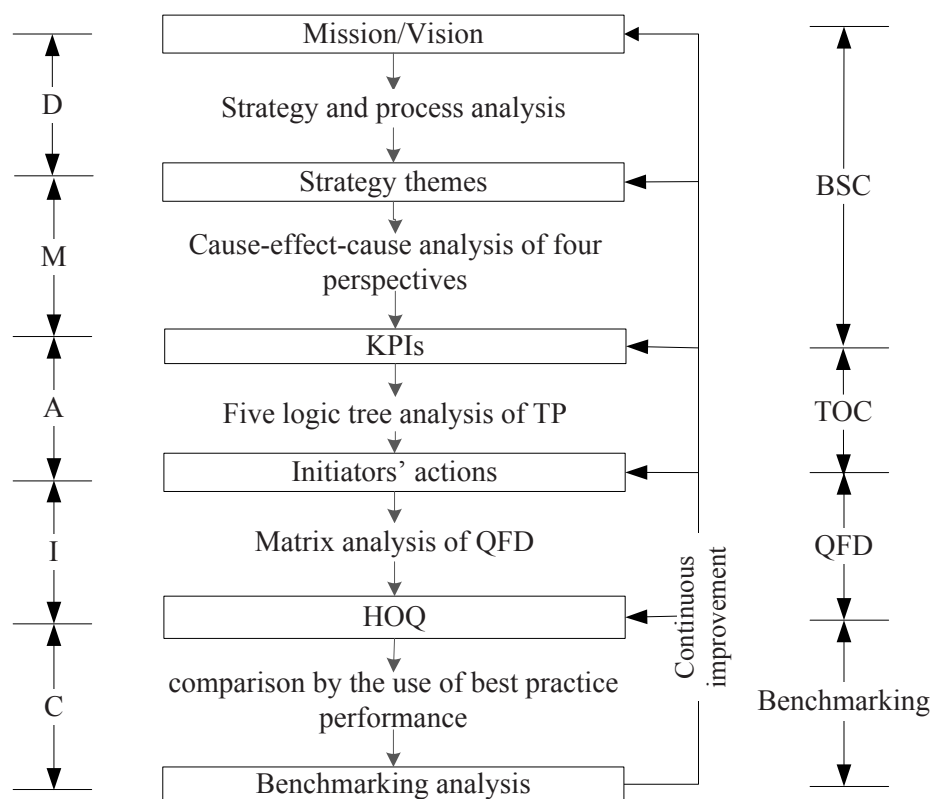 Mission/Vision
D
Strategy and process analysis
Strategy themes
BSC
M
Cause-effect-cause analysis of four
perspectives
KPIs
A
Five logic tree analysis of TP
TOC
Initiators’ actions
I
Matrix analysis of QFD
QFD
HOQ
Continuous
improvement
C
comparison by the use of best practice
performance
Benchmarking
Benchmarking analysis